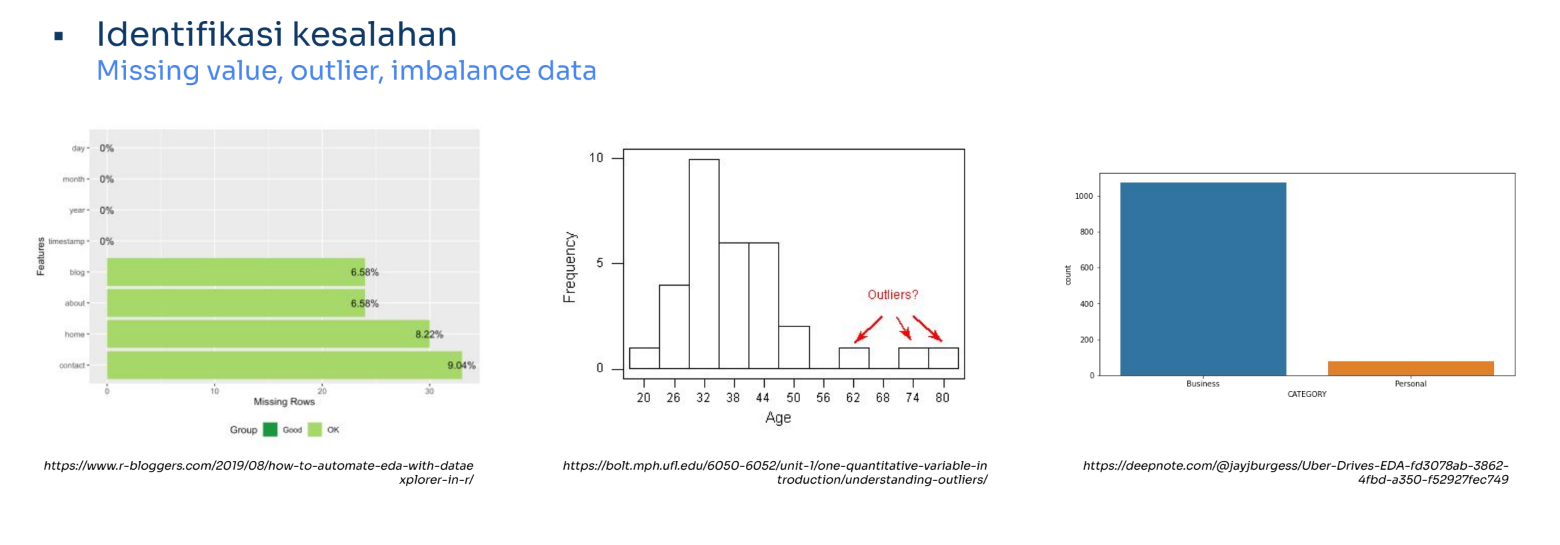 ▪ Identifikasi kesalahan
Missing value, outlier, imbalance data
Features
day
0%
month
0%
year
0%
timestamp
0%
blog
6.58%
about
6.58%
home
8.22%
contact
9.04%
0 10 20 30
Missing Rows
Group Good OK
https://www.r-bloggers.com/2019/08/how-to-automate-eda-with-datae
xplorer-in-r/
Frequency
10
5
0
Outliers?
20 26 32 38 44 50 56 62 68 74 80
Age
https://bolt.mph.ufl.edu/6050-6052/unit-1/one-quantitative-variable-in
troduction/understanding-outliers/
count
1000
800
600
400
200
0
Business Personal
CATEGORY
https://deepnote.com/@jayjburgess/Uber-Drives-EDA-fd3078ab-3862-
4fbd-a350-f52927fec749